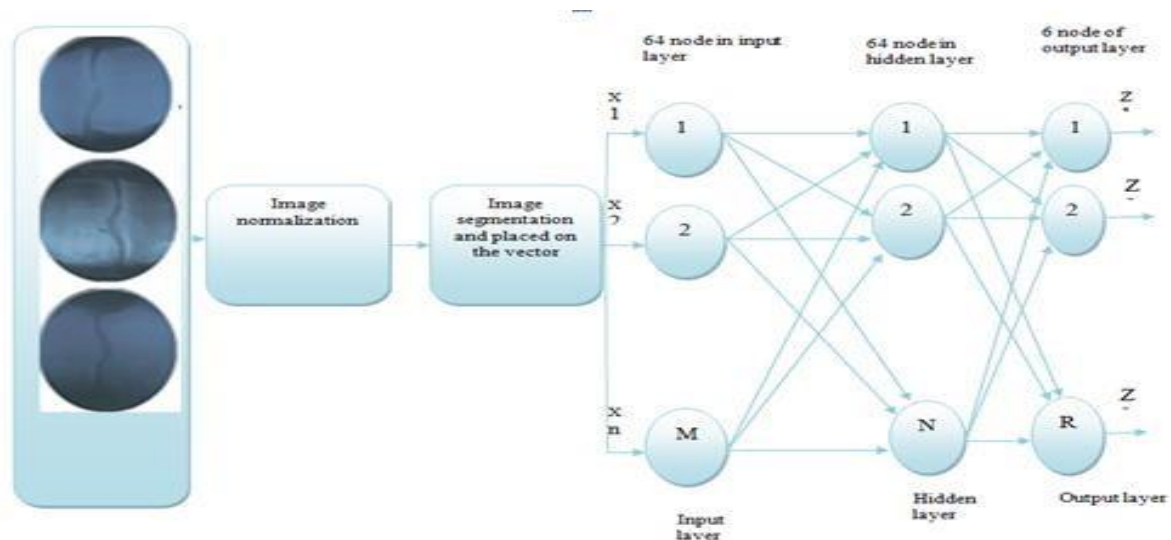 64 node in input
layer
64 node in
hidden layer
6 node of
output layer
x
1
x
2
x
n
Image
normalization
Image
segmentation
and placed on
the vector
1
2
M
1
2
N
1
2
R
Z
Z
Z
Input
layer
Hidden
layer
Output layer